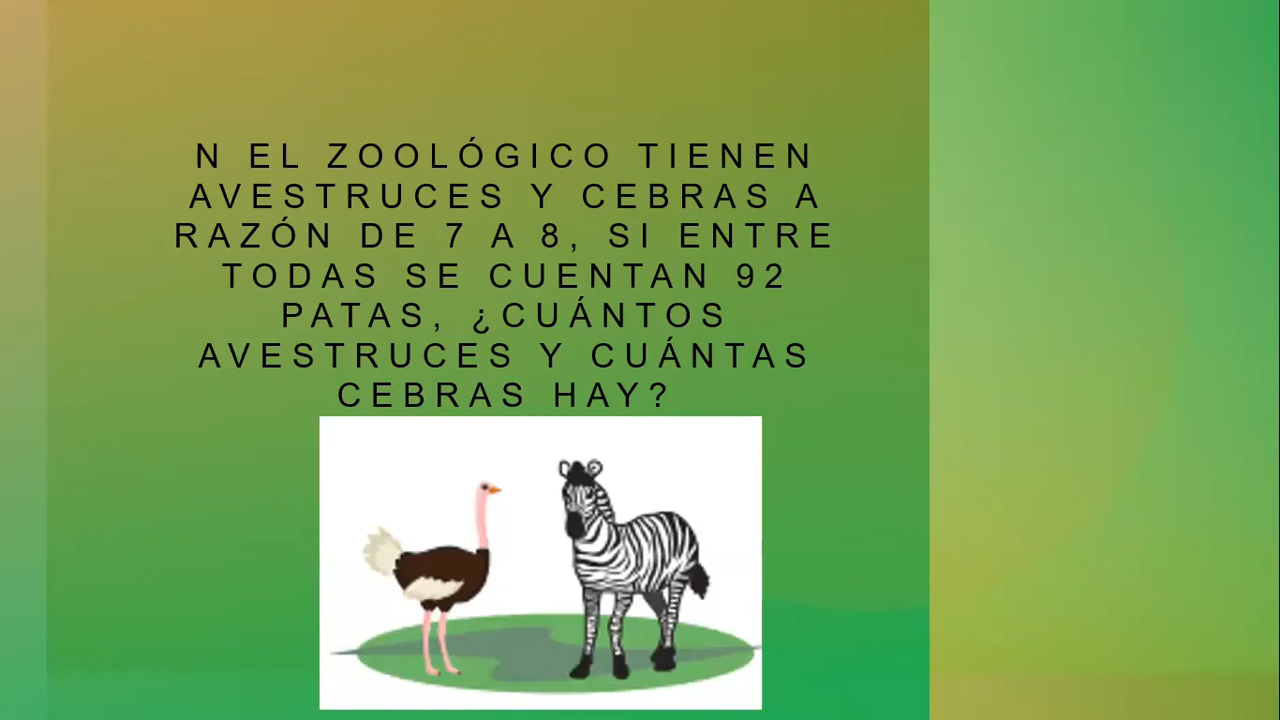 N EL ZOOLÓGICO TIENEN
AVESTRUCES Y CEBRAS A
RAZÓN DE 7 A 8, SI ENTRE
TODAS SE CUENTAN 92
PATAS, ¿CUÁNTOS
AVESTRUCES Y CUÁNTAS
CEBRAS HAY?